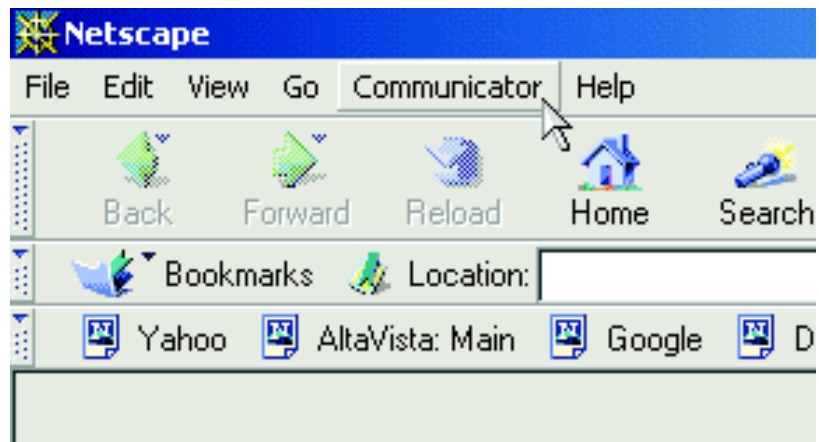 Netscape
File Edit View Go Communicator Help
Back Forward Reload Home Search
Bookmarks Location:
Yahoo AltaVista: Main Google D